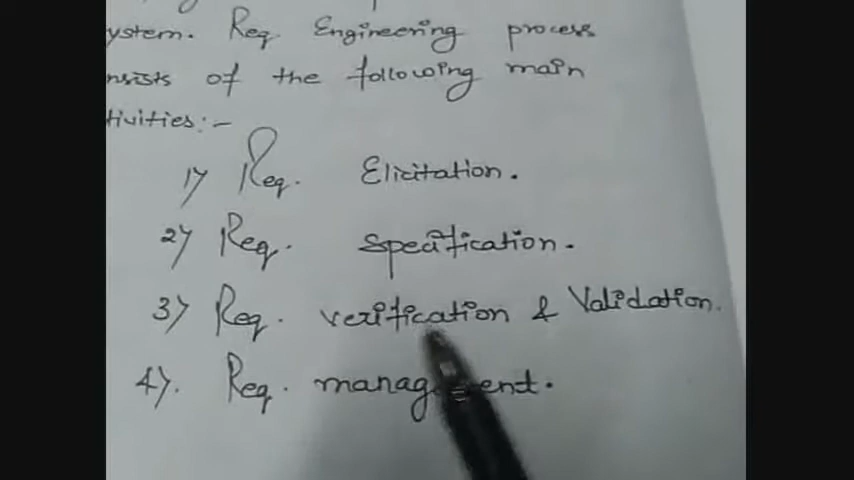 ystem. Req. Engineering process
nsists of the following main
tivities:-
1) Req. Elicitation.
2) Req. Specification.
3) Req. verification & Validation.
4). Req. management.